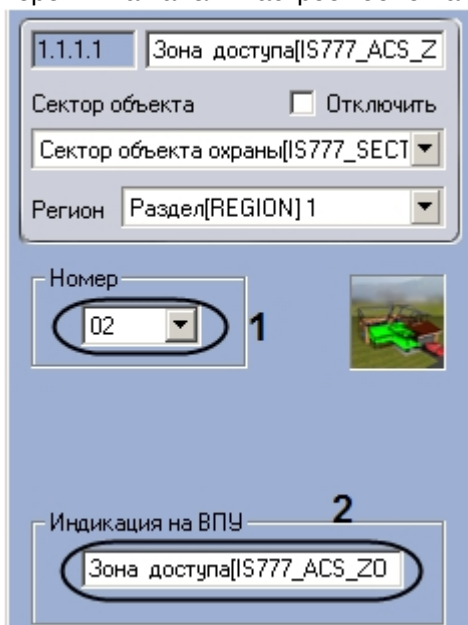 1.1.1.1 Зона доступа[IS777_ACS_Z
Сектор объекта Отключить
Сектор объекта охраны[IS777_SECT
Регион Раздел[REGION] 1
Номер
02 1
2
Индикация на ВПУ
Зона доступа[IS777_ACS_ZO